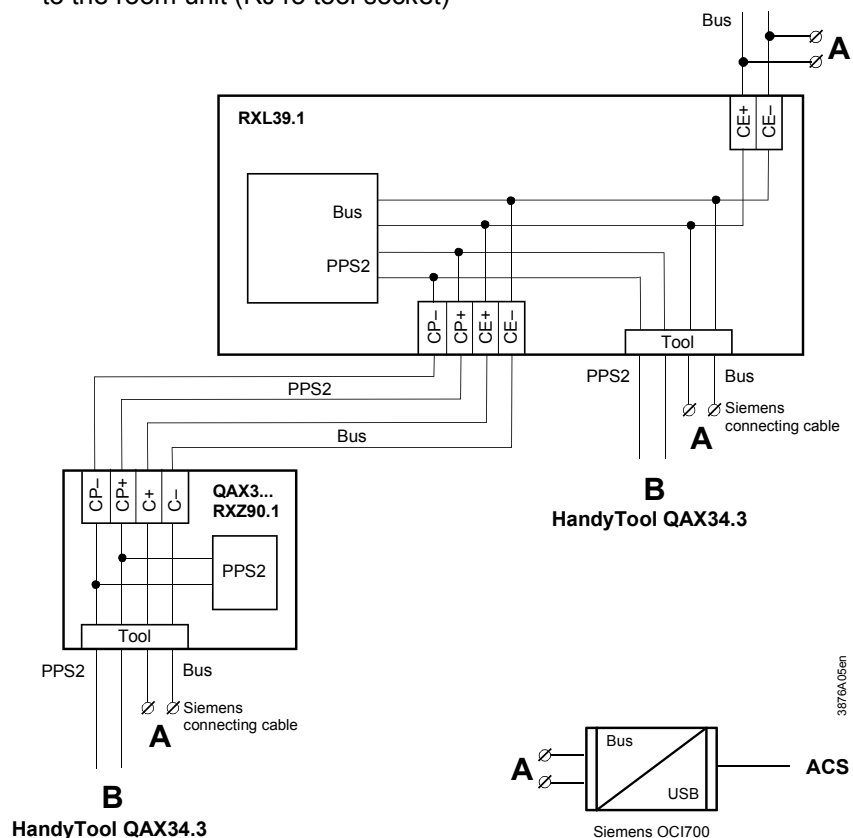 to the room unit (RJ45 tool socket)
Bus
A
RXL39.1
CE+
CE–
Bus
PPS2
CP–
CP+
CE+
CE–
Tool
PPS2
Bus
PPS2
Siemens
connecting cable
Bus
A
B
HandyTool QAX34.3
CP–
CP+
C+
C–
QAX3...
RXZ90.1
PPS2
Tool
PPS2
Bus
Siemens
connecting cable
A
B
HandyTool QAX34.3
3876A05en
Bus
A
ACS
USB
Siemens OCI700